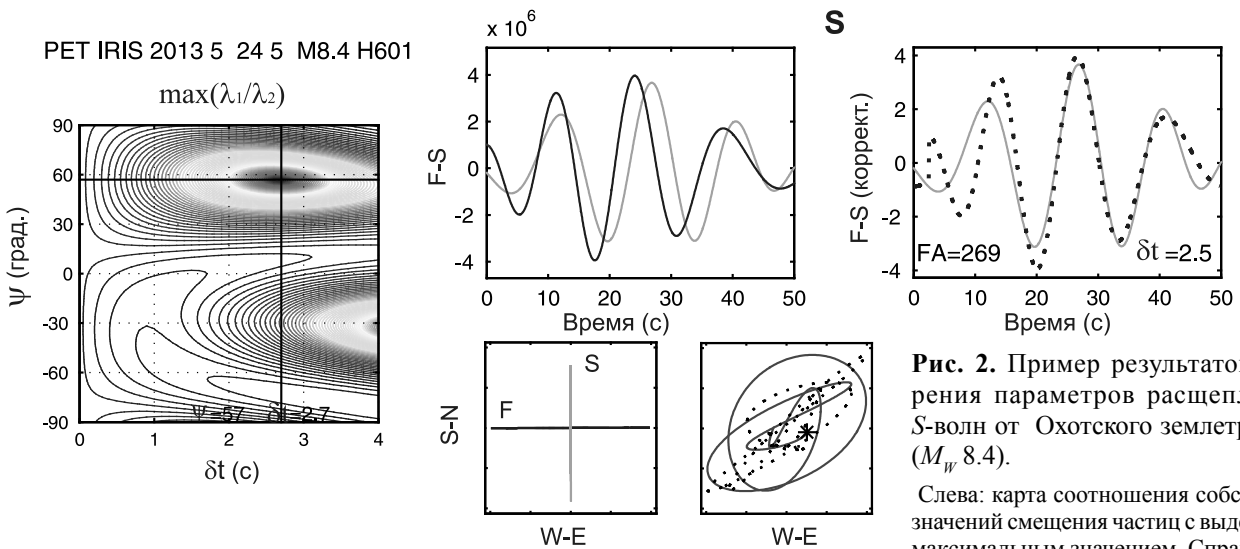 PET IRIS 2013 5 24 5 M8.4 H601
max(λ1/λ2)
90
60
30
0
-30
-60
-90
Ψ (град.)
Ψ=57 δt=2.7
0 1 2 3 4
δt (с)
x 10^6
4
2
0
-2
-4
F-S
0 10 20 30 40 50
Время (с)
S
4
2
0
-2
-4
F-S (коррект.)
FA=269 δt=2.5
0 10 20 30 40 50
Время (с)
S
F
S-N
W-E
W-E
Рис. 2. Пример результатов
рения параметров расщепл
S-волн от Охотского землетр
(M_W 8.4).
Слева: карта соотношения собс
значений смещения частиц с выде